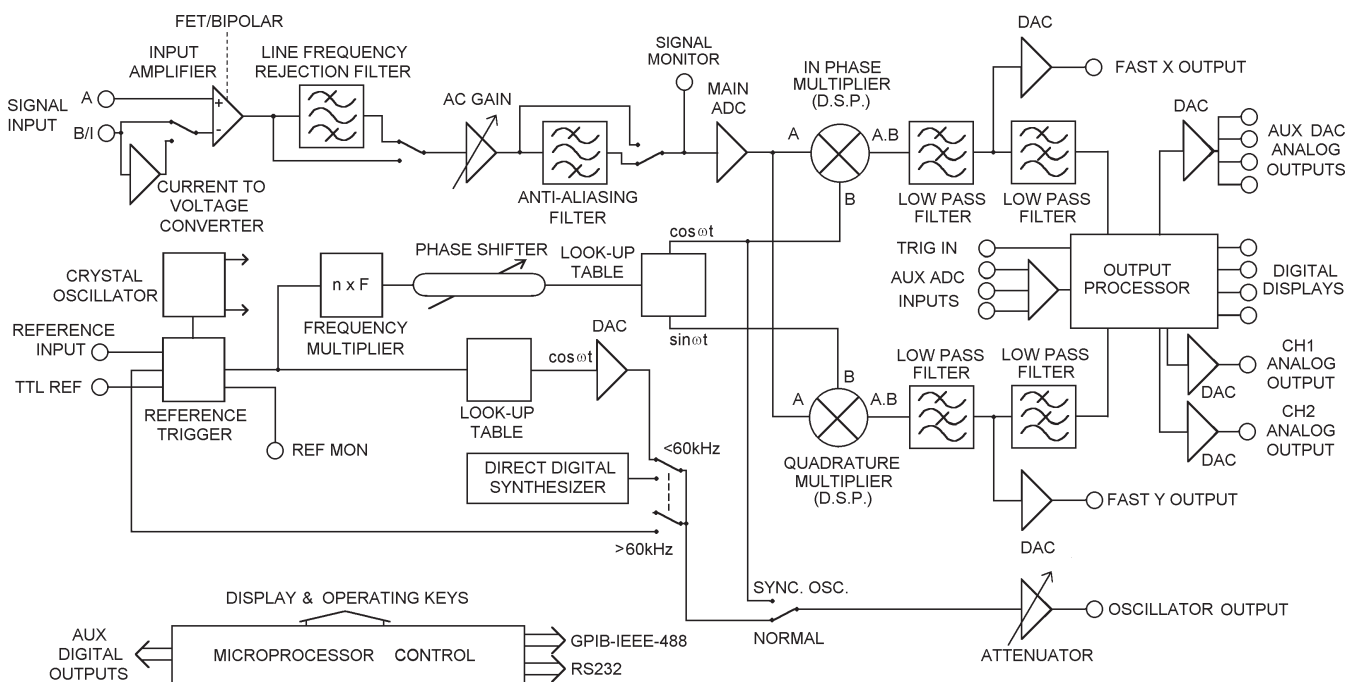 FET/BIPOLAR
INPUT
AMPLIFIER
LINE FREQUENCY
REJECTION FILTER
SIGNAL
INPUT
A
B/I
+
-
CURRENT TO
VOLTAGE
CONVERTER
AC GAIN
ANTI-ALIASING
FILTER
SIGNAL
MONITOR
MAIN
ADC
IN PHASE
MULTIPLIER
(D.S.P.)
A
A.B
B
LOW PASS
FILTER
LOW PASS
FILTER
DAC
FAST X OUTPUT
DAC
AUX DAC
ANALOG
OUTPUTS
CRYSTAL
OSCILLATOR
REFERENCE
INPUT
TTL REF
REFERENCE
TRIGGER
REF MON
n x F
FREQUENCY
MULTIPLIER
PHASE SHIFTER
LOOK-UP
TABLE
cosωt
sinωt
LOOK-UP
TABLE
cosωt
DAC
TRIG IN
AUX ADC
INPUTS
OUTPUT
PROCESSOR
DIGITAL
DISPLAYS
DAC
CH1
ANALOG
OUTPUT
DAC
CH2
ANALOG
OUTPUT
B
A
A.B
QUADRATURE
MULTIPLIER
(D.S.P.)
LOW PASS
FILTER
LOW PASS
FILTER
FAST Y OUTPUT
DAC
<60kHz
DIRECT DIGITAL
SYNTHESIZER
>60kHz
SYNC. OSC.
NORMAL
ATTENUATOR
OSCILLATOR OUTPUT
DISPLAY & OPERATING KEYS
AUX
DIGITAL
OUTPUTS
MICROPROCESSOR CONTROL
GPIB-IEEE-488
RS232